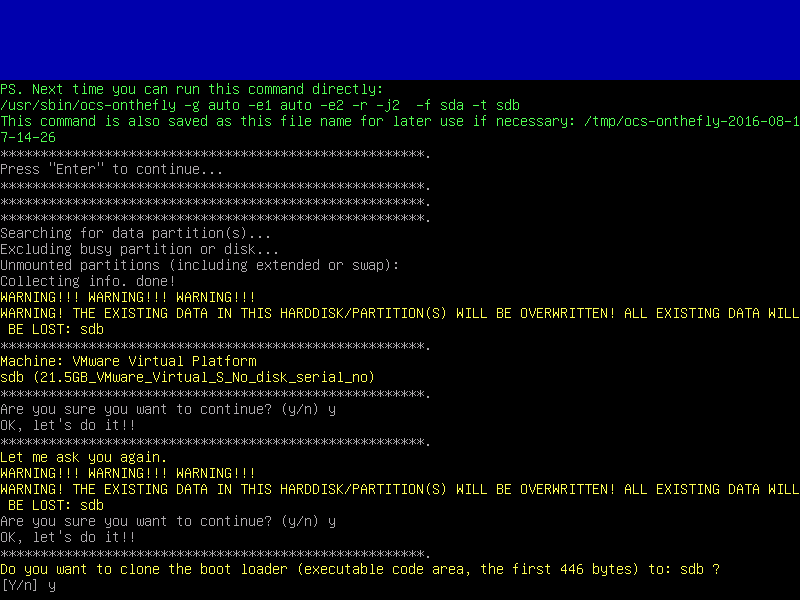 PS. Next time you can run this command directly:
/usr/sbin/ocs-onthefly -g auto -e1 auto -e2 -r -j2  -f sda -t sdb
This command is also saved as this file name for later use if necessary: /tmp/ocs-onthefly-2016-08-1
7-14-26
*****************************************************.
Press "Enter" to continue...
*****************************************************.
*****************************************************.
*****************************************************.
Searching for data partition(s)...
Excluding busy partition or disk...
Unmounted partitions (including extended or swap):
Collecting info. done!
WARNING!!! WARNING!!! WARNING!!!
WARNING! THE EXISTING DATA IN THIS HARDDISK/PARTITION(S) WILL BE OVERWRITTEN! ALL EXISTING DATA WILL
 BE LOST: sdb
*****************************************************.
Machine: VMware Virtual Platform
sdb (21.5GB_VMware_Virtual_S_No_disk_serial_no)
*****************************************************.
Are you sure you want to continue? (y/n) y
OK, let's do it!!
*****************************************************.
Let me ask you again.
WARNING!!! WARNING!!! WARNING!!!
WARNING! THE EXISTING DATA IN THIS HARDDISK/PARTITION(S) WILL BE OVERWRITTEN! ALL EXISTING DATA WILL
 BE LOST: sdb
Are you sure you want to continue? (y/n) y
OK, let's do it!!
*****************************************************.
Do you want to clone the boot loader (executable code area, the first 446 bytes) to: sdb ?
[Y/n] y